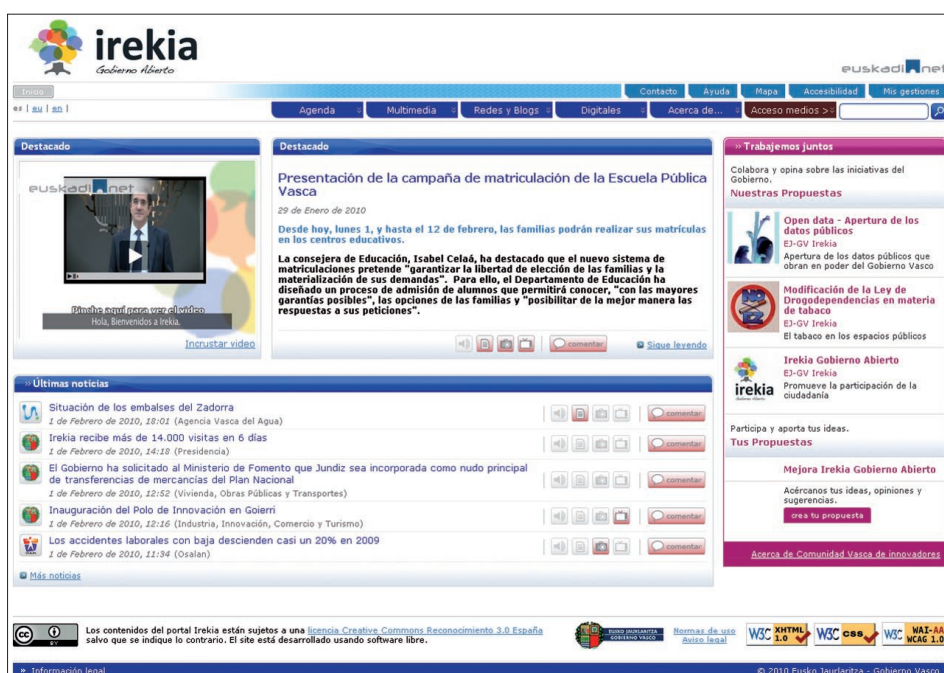 irekia
Gobierno Abierto
euskadi net
Inicio
Contacto Ayuda Mapa Accesibilidad Mis gestiones
es | eu | en |
Agenda Multimedia Redes y Blogs Digitales Acerca de... Acceso medios >
Destacado
euskadi net
Pinche aquí para ver el vídeo
Hola, Bienvenidos a Irekia.
Incrustar video
Destacado
Presentación de la campaña de matriculación de la Escuela Pública
Vasca
29 de Enero de 2010
Desde hoy, lunes 1, y hasta el 12 de febrero, las familias podrán realizar sus matrículas
en los centros educativos.
La consejera de Educación, Isabel Celaá, ha destacado que el nuevo sistema de
matriculaciones pretende "garantizar la libertad de elección de las familias y la
materialización de sus demandas". Para ello, el Departamento de Educación ha
diseñado un proceso de admisión de alumnos que permitirá conocer, "con las mayores
garantías posibles", las opciones de las familias y "posibilitar de la mejor manera las
respuestas a sus peticiones".
comentar
Sigue leyendo
» Últimas noticias
Situación de los embalses del Zadorra
1 de Febrero de 2010, 18:01 (Agencia Vasca del Agua)
comentar
Irekia recibe más de 14.000 visitas en 6 días
1 de Febrero de 2010, 14:18 (Presidencia)
comentar
El Gobierno ha solicitado al Ministerio de Fomento que Jundiz sea incorporada como nudo principal
de transferencias de mercancías del Plan Nacional
1 de Febrero de 2010, 12:52 (Vivienda, Obras Públicas y Transportes)
comentar
Inauguración del Polo de Innovación en Goierri
1 de Febrero de 2010, 12:16 (Industria, Innovación, Comercio y Turismo)
comentar
Los accidentes laborales con baja descienden casi un 20% en 2009
1 de Febrero de 2010, 11:34 (Osalan)
comentar
Más noticias
» Trabajemos juntos
Colabora y opina sobre las iniciativas del
Gobierno.
Nuestras Propuestas
Open data - Apertura de los
datos públicos
EJ-GV Irekia
Apertura de los datos públicos que
obran en poder del Gobierno Vasco
NO
EZ
Modificación de la Ley de
Drogodependencias en materia
de tabaco
EJ-GV Irekia
El tabaco en los espacios públicos
irekia
Irekia Gobierno Abierto
EJ-GV Irekia
Promueve la participación de la
ciudadanía
Participa y aporta tus ideas.
Tus Propuestas
Mejora Irekia Gobierno Abierto
Acércanos tus ideas, opiniones y
sugerencias.
crea tu propuesta
Acerca de Comunidad Vasca de innovadores
cc BY
Los contenidos del portal Irekia están sujetos a una licencia Creative Commons Reconocimiento 3.0 España
salvo que se indique lo contrario. El site está desarrollado usando software libre.
EUSKO JAURLARITZA
GOBIERNO VASCO
Normas de uso
Aviso legal
W3C XHTML 1.0
W3C css
W3C WAI-AA WCAG 1.0
» Información legal
© 2010 Eusko Jaurlaritza - Gobierno Vasco